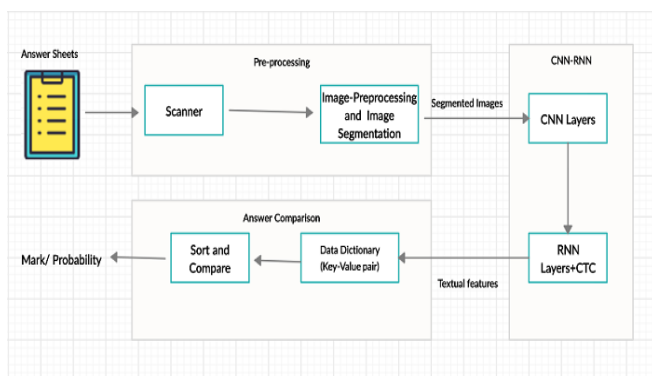 Answer Sheets
Pre-processing
Scanner
Image-Preprocessing
and Image
Segmentation
Segmented Images
CNN-RNN
CNN Layers
RNN
Layers+CTC
Textual features
Answer Comparison
Data Dictionary
(Key-Value pair)
Sort and
Compare
Mark/ Probability